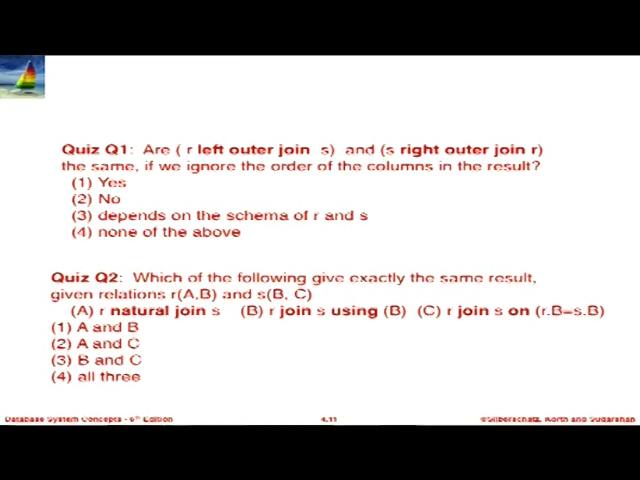 Quiz Q1: Are ( r left outer join s) and (s right outer join r)
the same, if we ignore the order of the columns in the result?
(1) Yes
(2) No
(3) depends on the schema of r and s
(4) none of the above
Quiz Q2: Which of the following give exactly the same result,
given relations r(A,B) and s(B, C)
(A) r natural join s (B) r join s using (B) (C) r join s on (r.B=s.B)
(1) A and B
(2) A and C
(3) B and C
(4) all three
Database System Concepts - 6th Edition 4.11 ©Silberschatz, Korth and Sudarshan